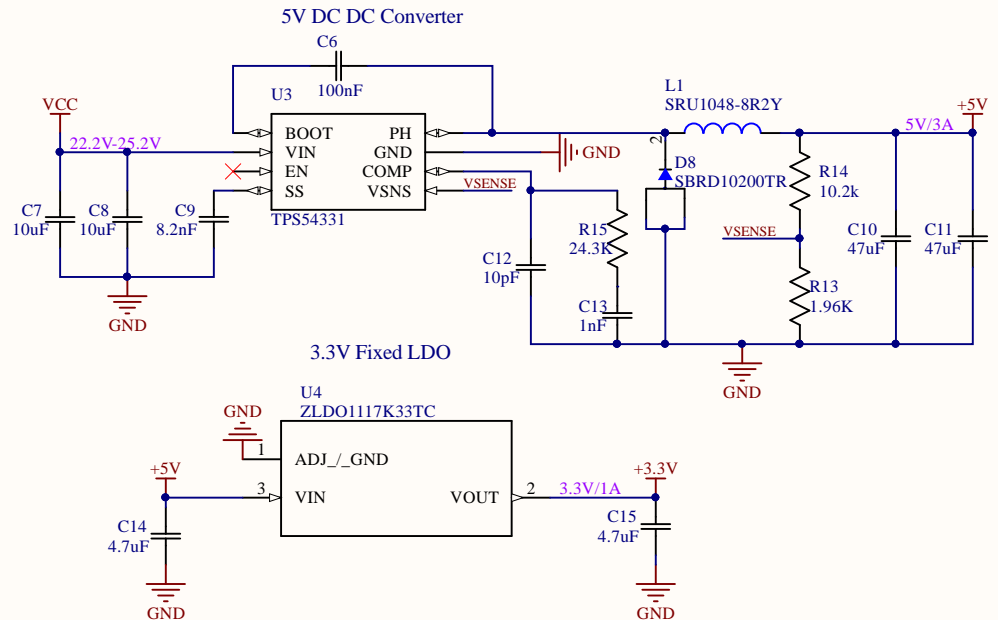 5V DC DC Converter
C6
100nF
U3
BOOT
VIN
EN
SS
PH
GND
COMP
VSNS
TPS54331
VCC
22.2V-25.2V
C7
10uF
C8
10uF
C9
8.2nF
GND
GND
VSENSE
C12
10pF
R15
24.3K
C13
1nF
L1
SRU1048-8R2Y
2
D8
SBRD10200TR
R14
10.2k
VSENSE
R13
1.96K
5V/3A
+5V
C10
47uF
C11
47uF
GND
3.3V Fixed LDO
U4
ZLDO1117K33TC
GND
1
ADJ_/_GND
+5V
3
VIN
VOUT
2
3.3V/1A
+3.3V
C14
4.7uF
GND
C15
4.7uF
GND